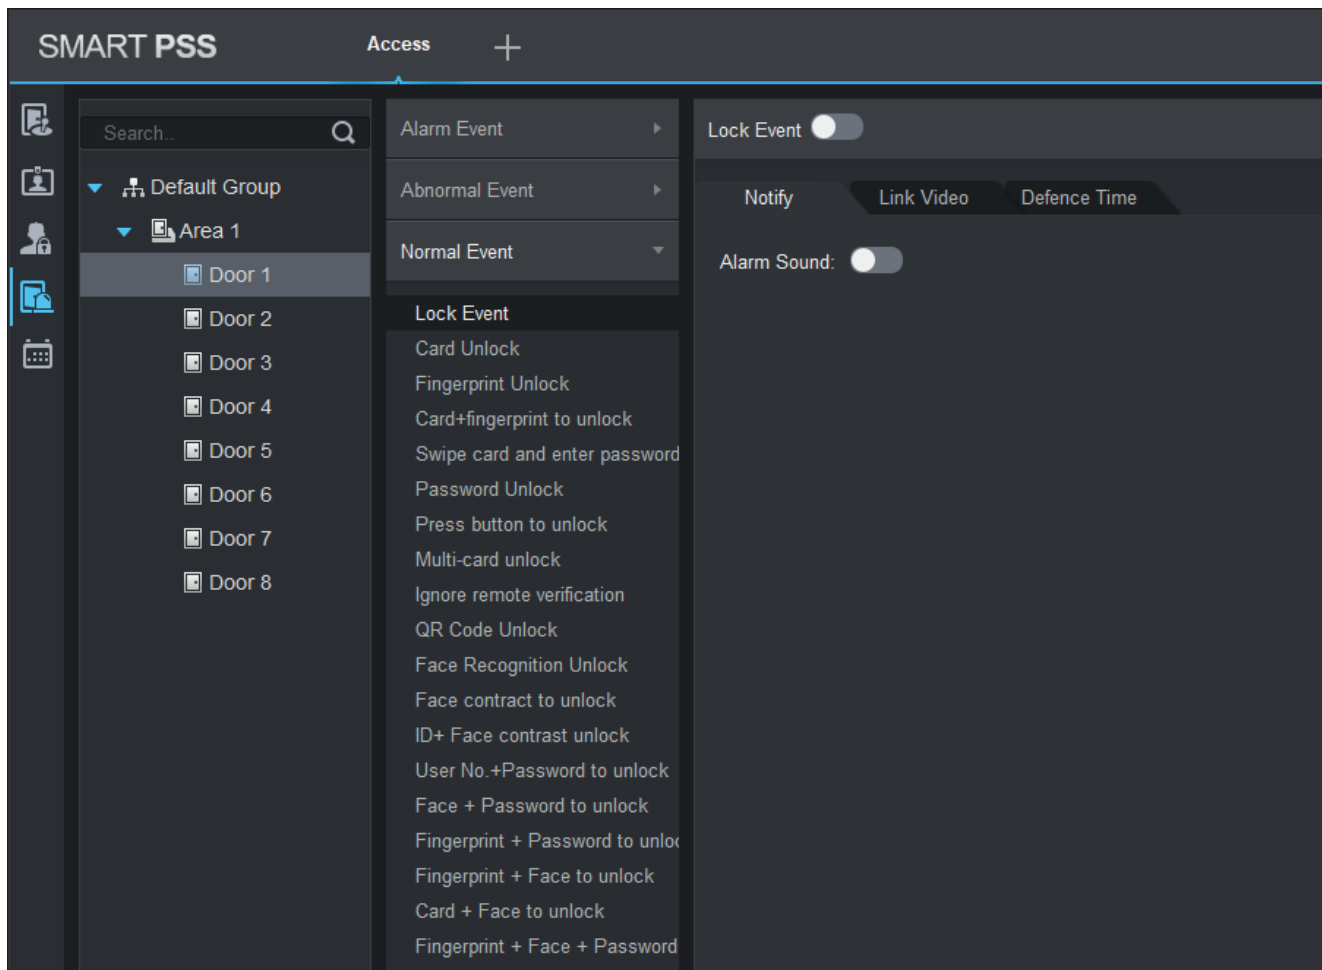 SMART PSS
Access
Search..
Default Group
Area 1
Door 1
Door 2
Door 3
Door 4
Door 5
Door 6
Door 7
Door 8
Alarm Event
Abnormal Event
Normal Event
Lock Event
Card Unlock
Fingerprint Unlock
Card+fingerprint to unlock
Swipe card and enter password
Password Unlock
Press button to unlock
Multi-card unlock
Ignore remote verification
QR Code Unlock
Face Recognition Unlock
Face contract to unlock
ID+ Face contrast unlock
User No.+Password to unlock
Face + Password to unlock
Fingerprint + Password to unloc
Fingerprint + Face to unlock
Card + Face to unlock
Fingerprint + Face + Password
Lock Event
Notify Link Video Defence Time
Alarm Sound: